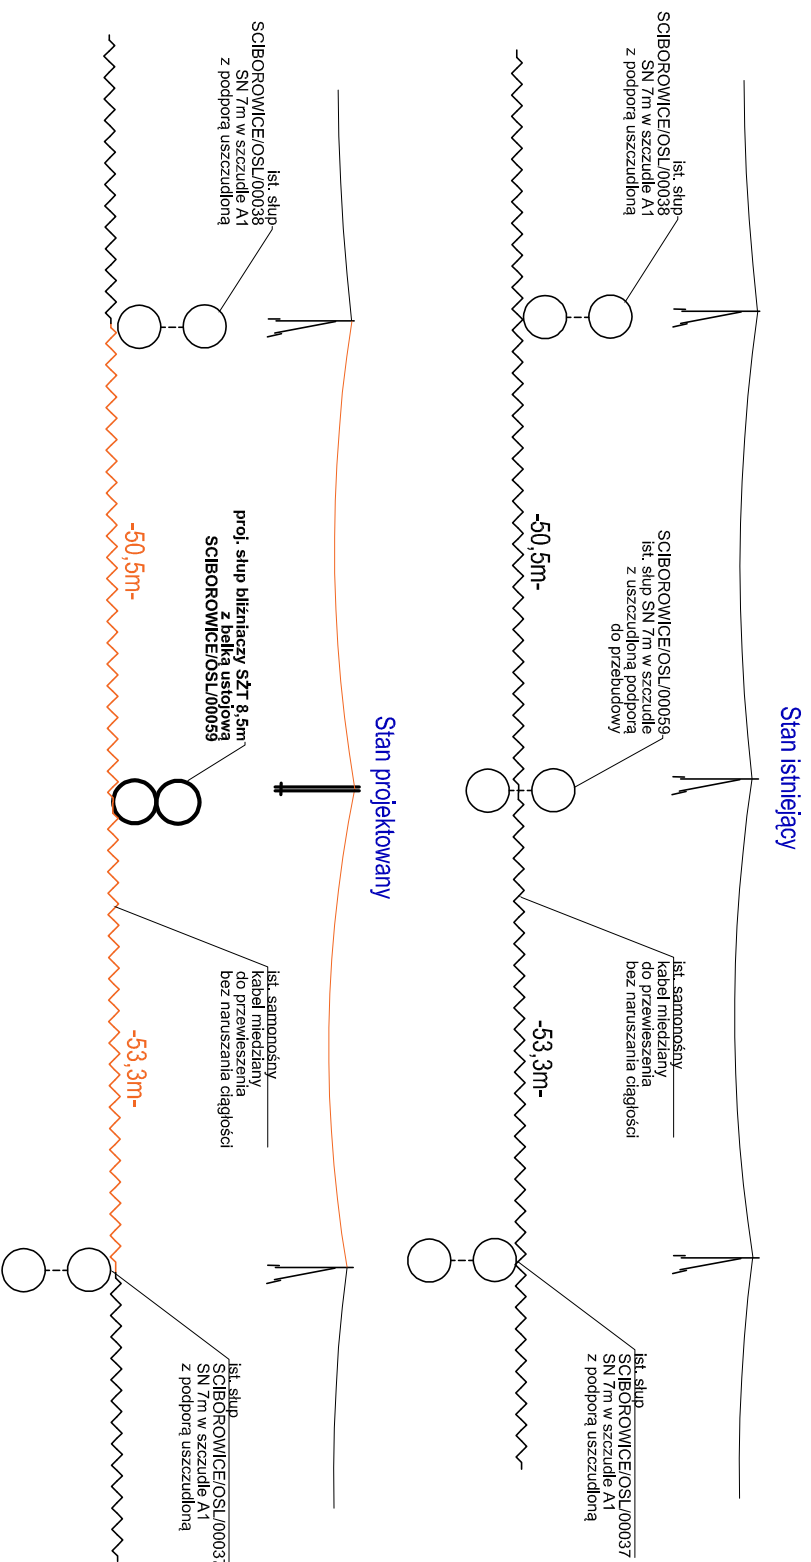 Stan istniejący
ist. słup
SCIBOROWICE/OSL/00038
SN 7m w szczudle A1
z podporą uszczudloną
SCIBOROWICE/OSL/00059
ist. słup SN 7m w szczudle
z uszczudloną podporą
do przebudowy
ist. samonośny
kabel miedziany
do przewieszenia
bez naruszania ciągłości
ist. słup
SCIBOROWICE/OSL/00037
SN 7m w szczudle A1
z podporą uszczudloną
-50,5m-
-53,3m-
Stan projektowany
ist. słup
SCIBOROWICE/OSL/00038
SN 7m w szczudle A1
z podporą uszczudloną
proj. słup bliźniaczy SŻT 8,5m
z belką ustojową
SCIBOROWICE/OSL/00059
ist. samonośny
kabel miedziany
do przewieszenia
bez naruszania ciągłości
ist. słup
SCIBOROWICE/OSL/00037
SN 7m w szczudle A1
z podporą uszczudloną
-50,5m-
-53,3m-